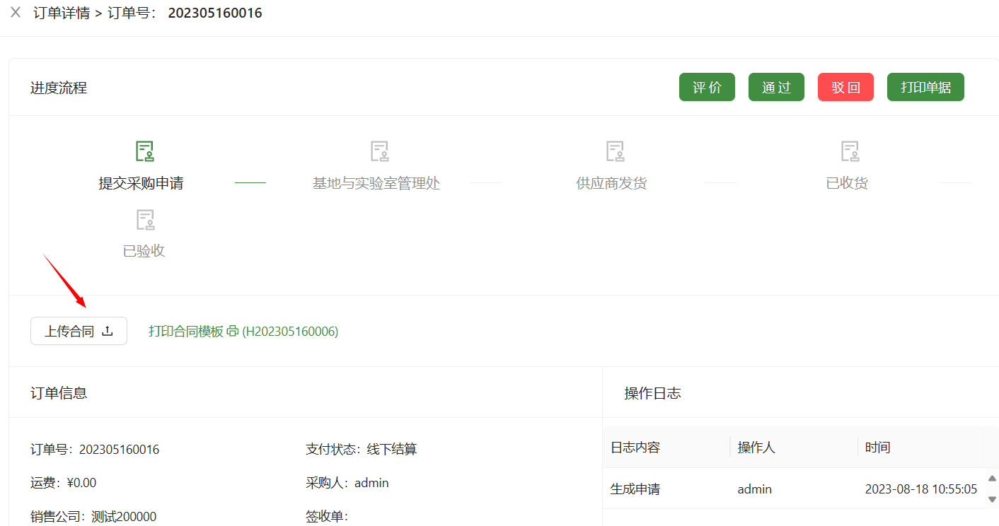 订单详情 > 订单号： 202305160016
进度流程
评 价
通 过
驳 回
打印单据
提交采购申请
基地与实验室管理处
供应商发货
已收货
已验收
上传合同
打印合同模板 (H202305160006)
订单信息
订单号：202305160016
支付状态：线下结算
运费：¥0.00
采购人：admin
销售公司：测试200000
签收单：
操作日志
日志内容
操作人
时间
生成申请
admin
2023-08-18 10:55:05